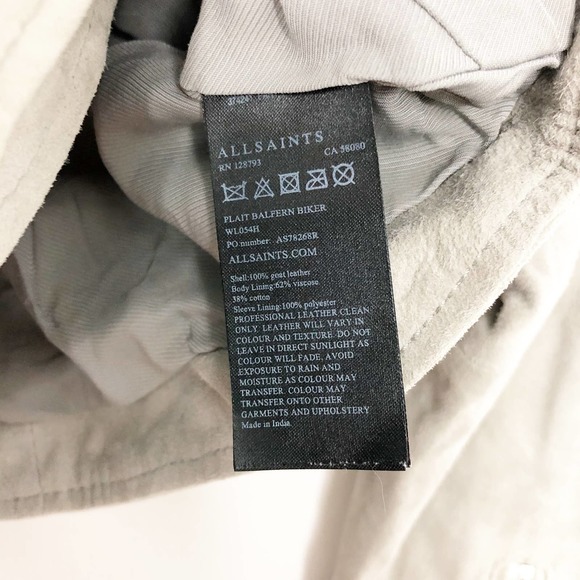 ALLSAINTS
RN 128793 CA 38080
PLAIT BALFERN BIKER
WL054H
PO number: AS78268R
ALLSAINTS.COM
Shell:100% goat leather
Body Lining:62% viscose
38% cotton
Sleeve Lining:100% polyester
PROFESSIONAL LEATHER CLEAN
ONLY. LEATHER WILL VARY IN
COLOUR AND TEXTURE. DO NOT
LEAVE IN DIRECT SUNLIGHT AS
COLOUR WILL FADE. AVOID
EXPOSURE TO RAIN AND
MOISTURE AS COLOUR MAY
TRANSFER. COLOUR MAY
TRANSFER ONTO OTHER
GARMENTS AND UPHOLSTERY
Made in India.